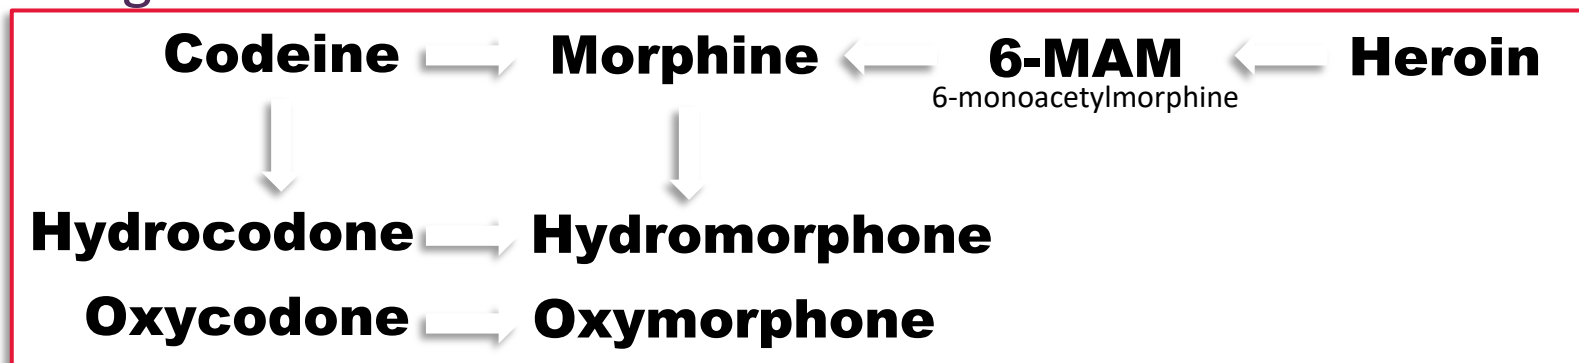 Codeine Morphine 6-MAM Heroin
6-monoacetylmorphine
Hydrocodone Hydromorphone
Oxycodone Oxymorphone